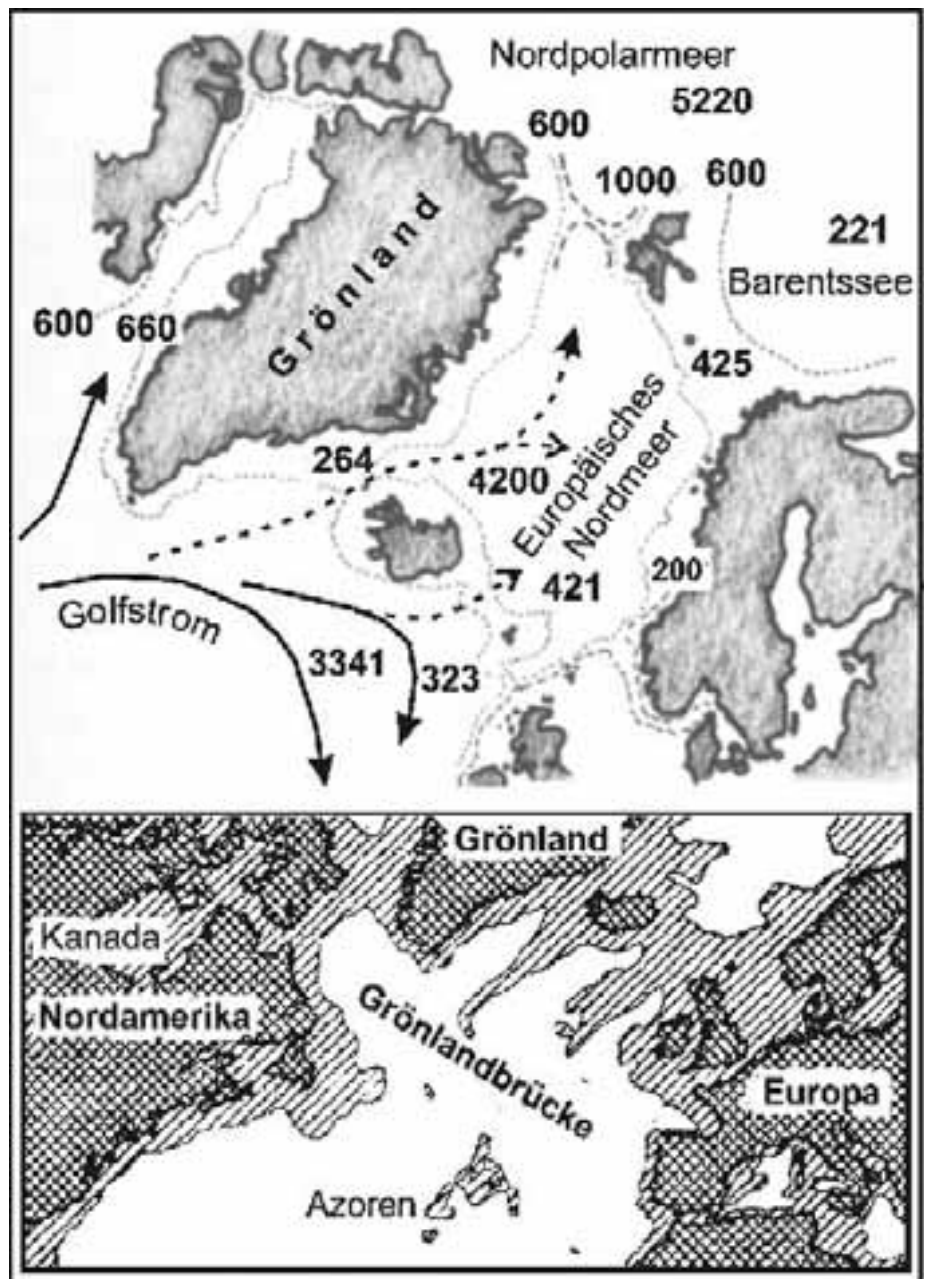 Nordpolarmeer
5220
600
1000
600
221
Barentssee
Grönland
600
660
425
264
4200
Europäisches
Nordmeer
421
200
Golfstrom
3341
323
Grönland
Kanada
Nordamerika
Grönlandbrücke
Europa
Azoren